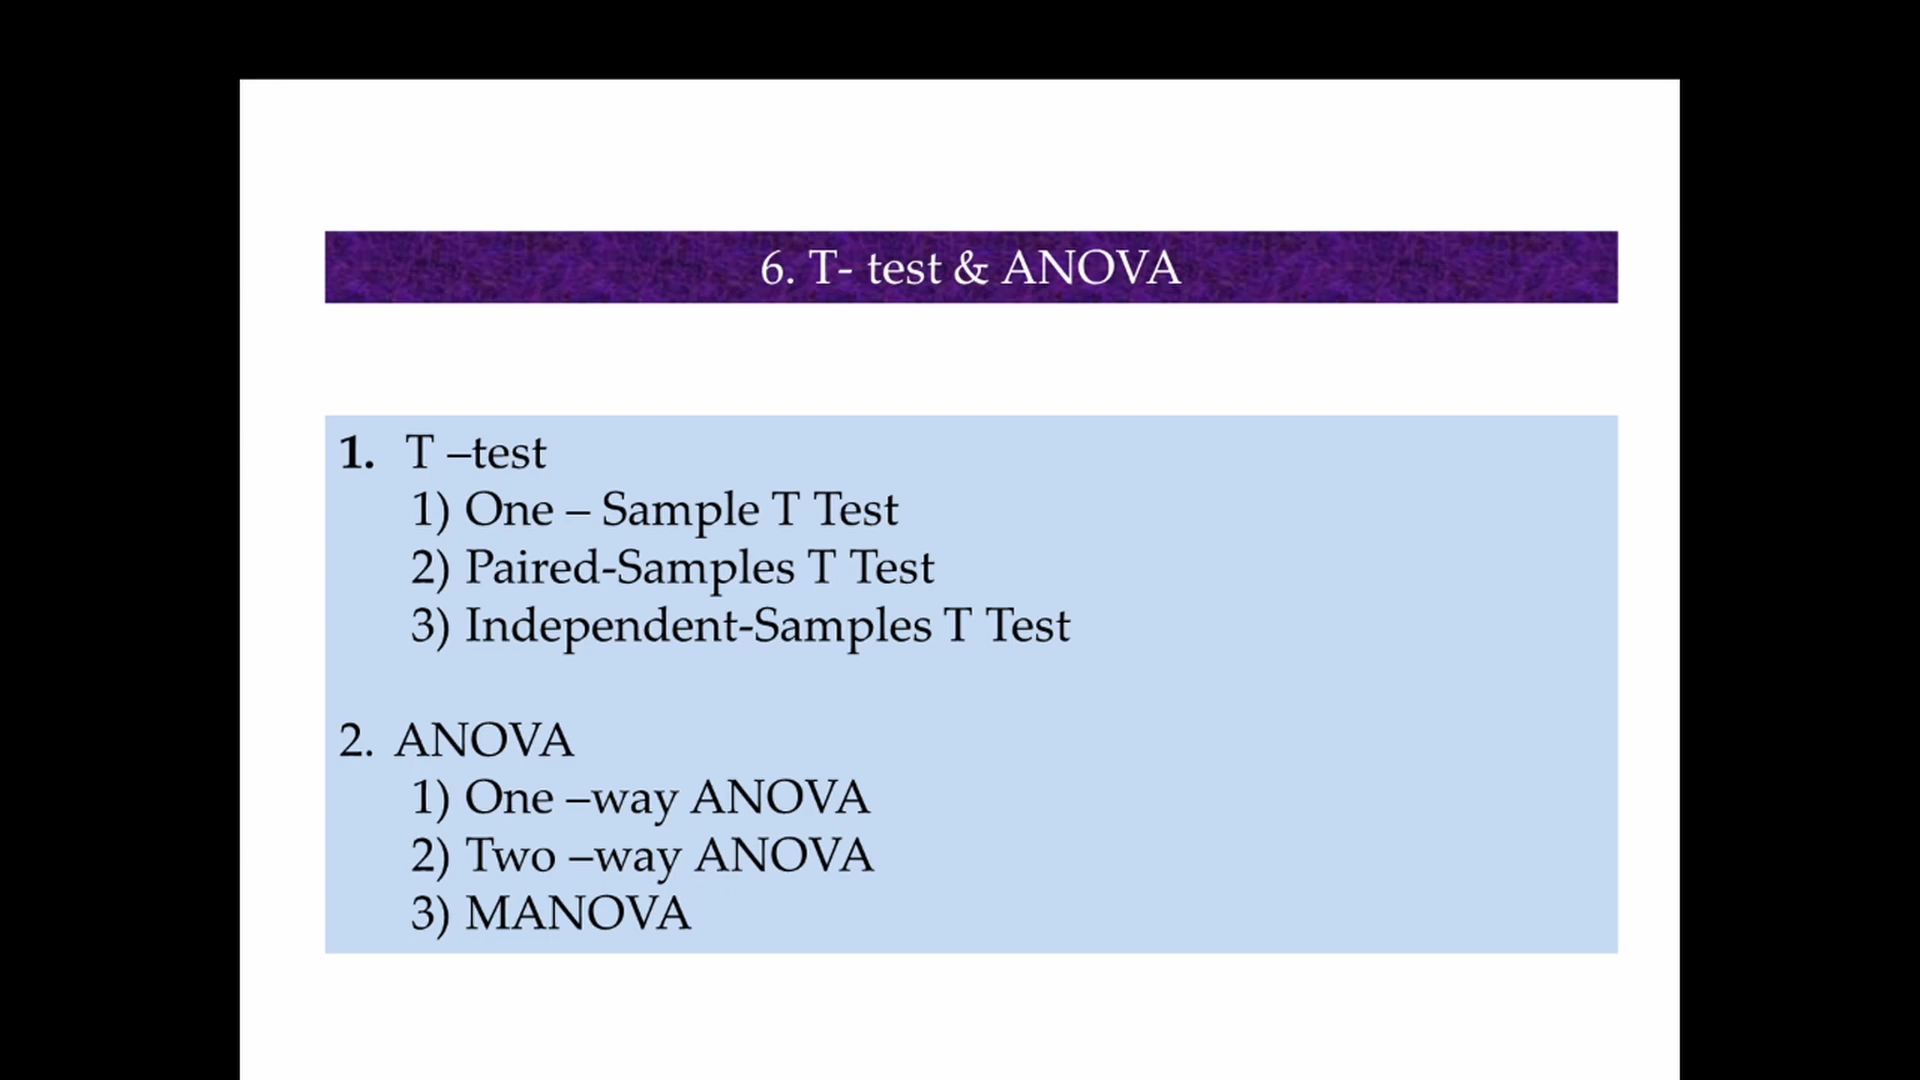 6. T- test & ANOVA
1. T –test
1) One – Sample T Test
2) Paired-Samples T Test
3) Independent-Samples T Test
2. ANOVA
1) One –way ANOVA
2) Two –way ANOVA
3) MANOVA